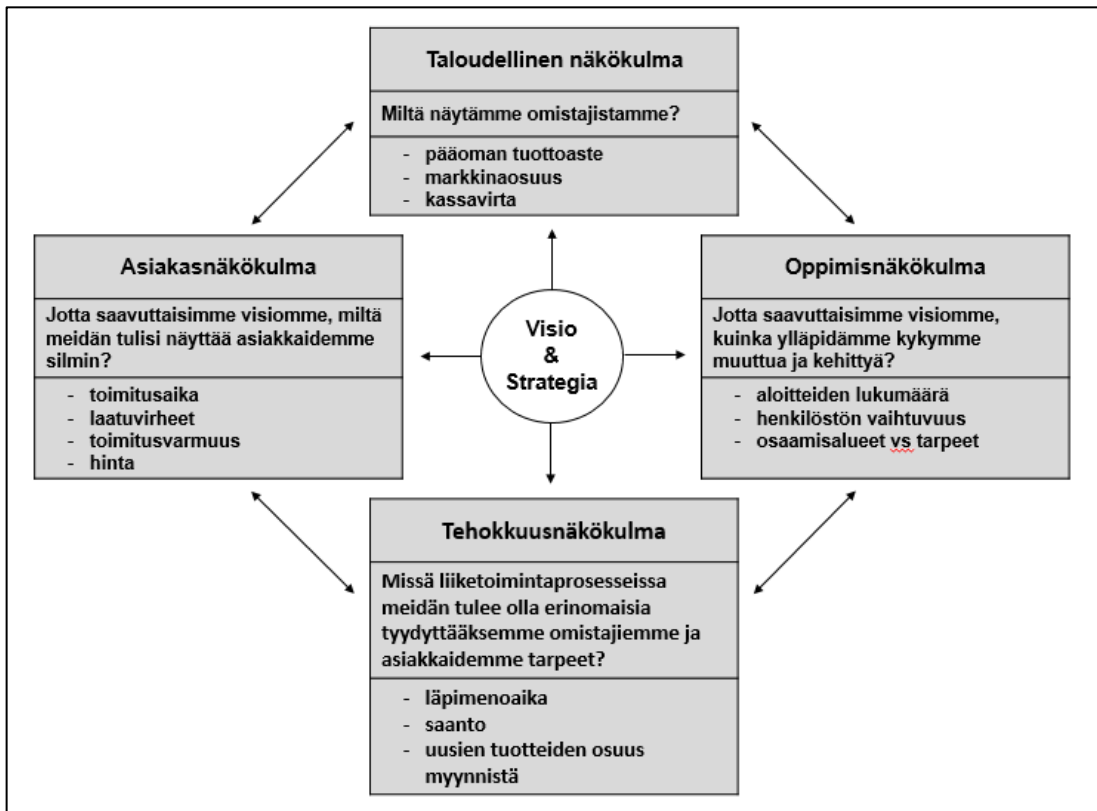 Taloudellinen näkökulma
Miltä näytämme omistajistamme?
- pääoman tuottoaste
- markkinaosuus
- kassavirta
Asiakasnäkökulma
Jotta saavuttaisimme visiomme, miltä
meidän tulisi näyttää asiakkaidemme
silmin?
- toimitusaika
- laatuvirheet
- toimitusvarmuus
- hinta
Visio
&
Strategia
Oppimisnäkökulma
Jotta saavuttaisimme visiomme,
kuinka ylläpidämme kykymme
muuttua ja kehittyä?
- aloitteiden lukumäärä
- henkilöstön vaihtuvuus
- osaamisalueet vs tarpeet
Tehokkuusnäkökulma
Missä liiketoimintaprosesseissa
meidän tulee olla erinomaisia
tyydyttääksemme omistajiemme ja
asiakkaidemme tarpeet?
- läpimenoaika
- saanto
- uusien tuotteiden osuus
myynnistä